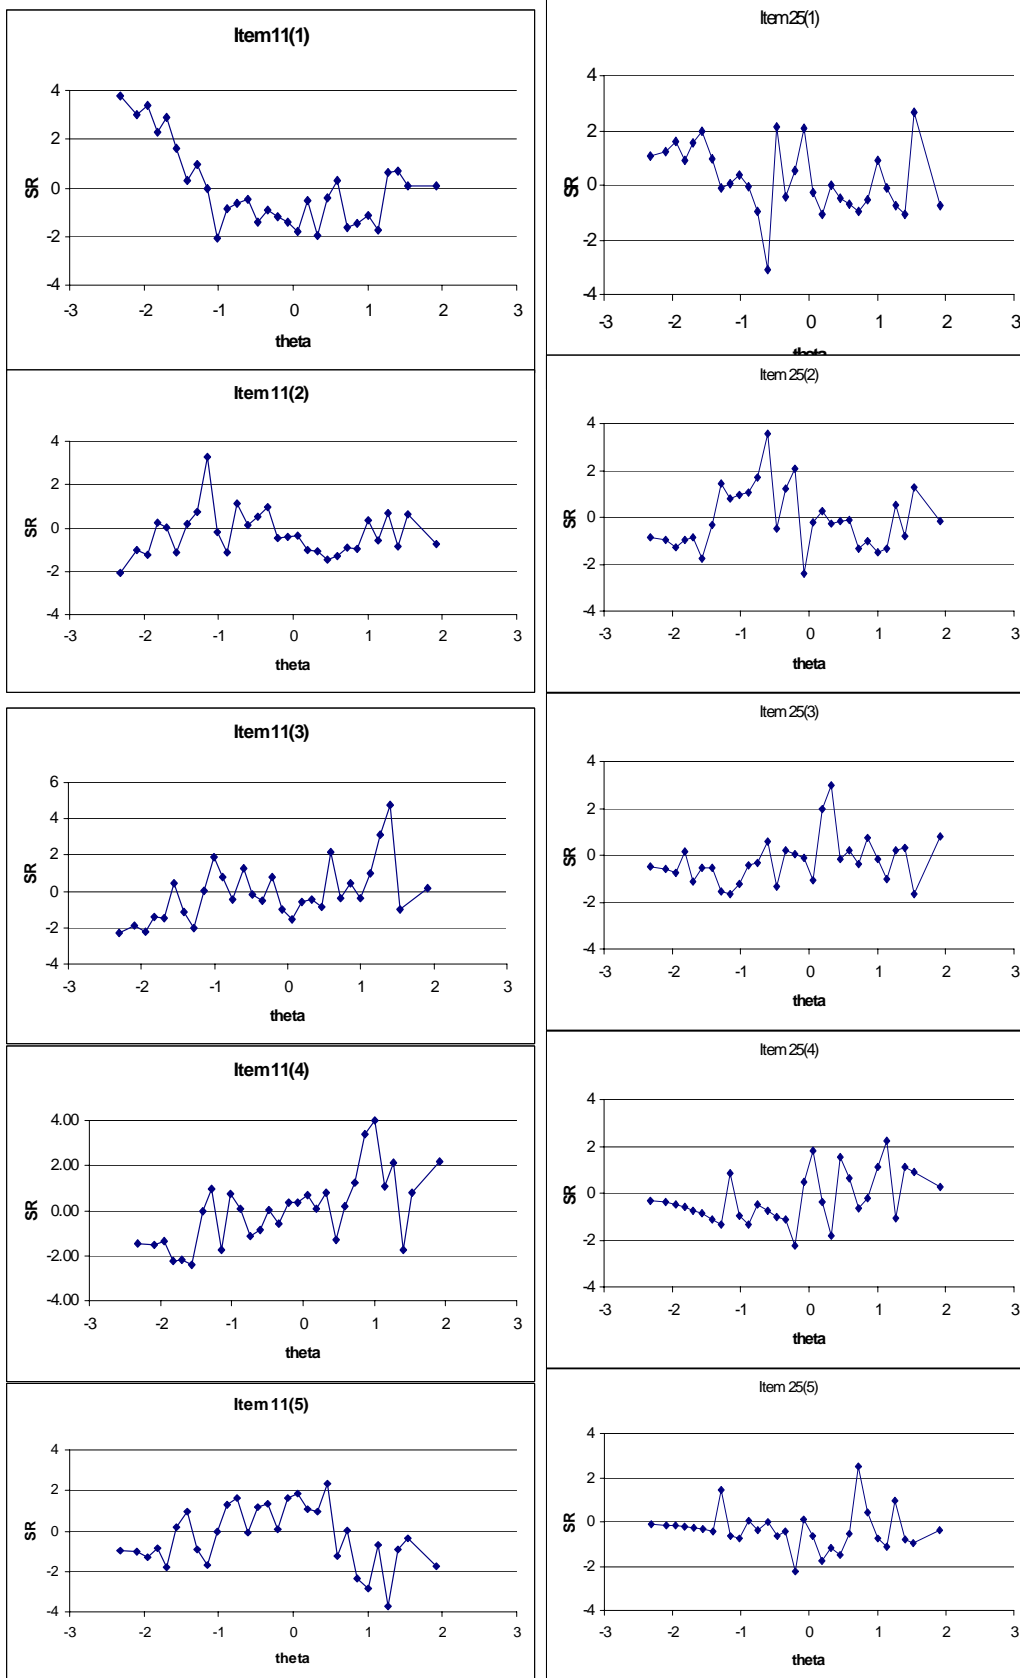 Item11(1)
4
2
0
-2
-4
SR
-3 -2 -1 0 1 2 3
theta
Item25(1)
4
2
0
-2
-4
SR
-3 -2 -1 0 1 2 3
theta
Item11(2)
4
2
0
-2
-4
SR
-3 -2 -1 0 1 2 3
theta
Item25(2)
4
2
0
-2
-4
SR
-3 -2 -1 0 1 2 3
theta
Item11(3)
6
4
2
0
-2
-4
SR
-3 -2 -1 0 1 2 3
theta
Item25(3)
4
2
0
-2
-4
SR
-3 -2 -1 0 1 2 3
theta
Item11(4)
4.00
2.00
0.00
-2.00
-4.00
SR
-3 -2 -1 0 1 2 3
theta
Item25(4)
4
2
0
-2
-4
SR
-3 -2 -1 0 1 2 3
theta
Item11(5)
4
2
0
-2
-4
SR
-3 -2 -1 0 1 2 3
theta
Item 25(5)
4
2
0
-2
-4
SR
-3 -2 -1 0 1 2 3
theta